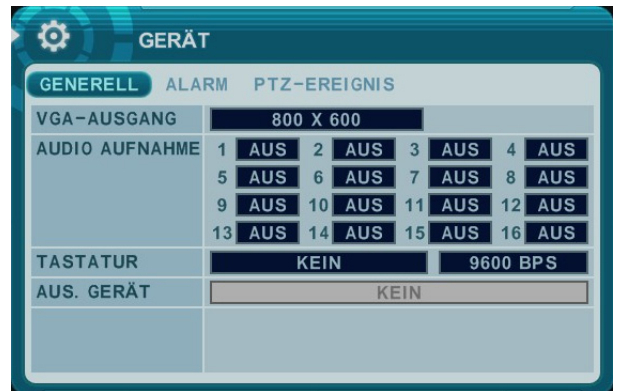 GERÄT
GENERELL ALARM PTZ-EREIGNIS
VGA-AUSGANG 800 X 600
AUDIO AUFNAHME 1 AUS 2 AUS 3 AUS 4 AUS
5 AUS 6 AUS 7 AUS 8 AUS
9 AUS 10 AUS 11 AUS 12 AUS
13 AUS 14 AUS 15 AUS 16 AUS
TASTATUR KEIN 9600 BPS
AUS. GERÄT KEIN